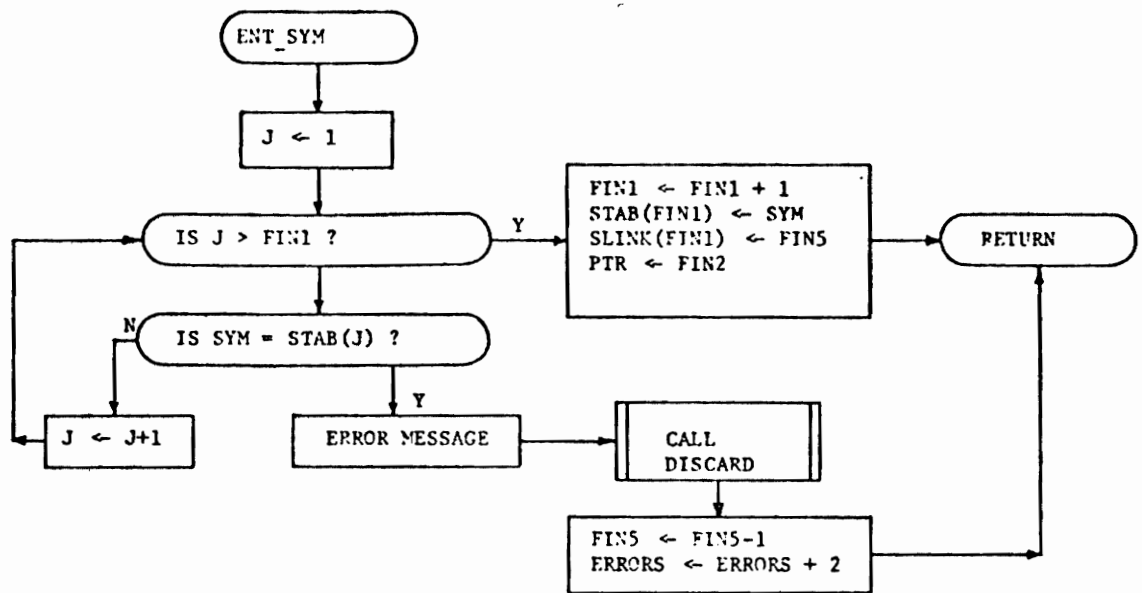 ENT_SYM
J ← 1
IS J > FIN1 ?
Y
FIN1 ← FIN1 + 1
STAB(FIN1) ← SYM
SLINK(FIN1) ← FIN5
PTR ← FIN2
RETURN
N
IS SYM = STAB(J) ?
Y
J ← J+1
ERROR MESSAGE
CALL
DISCARD
FIN5 ← FIN5-1
ERRORS ← ERRORS + 2